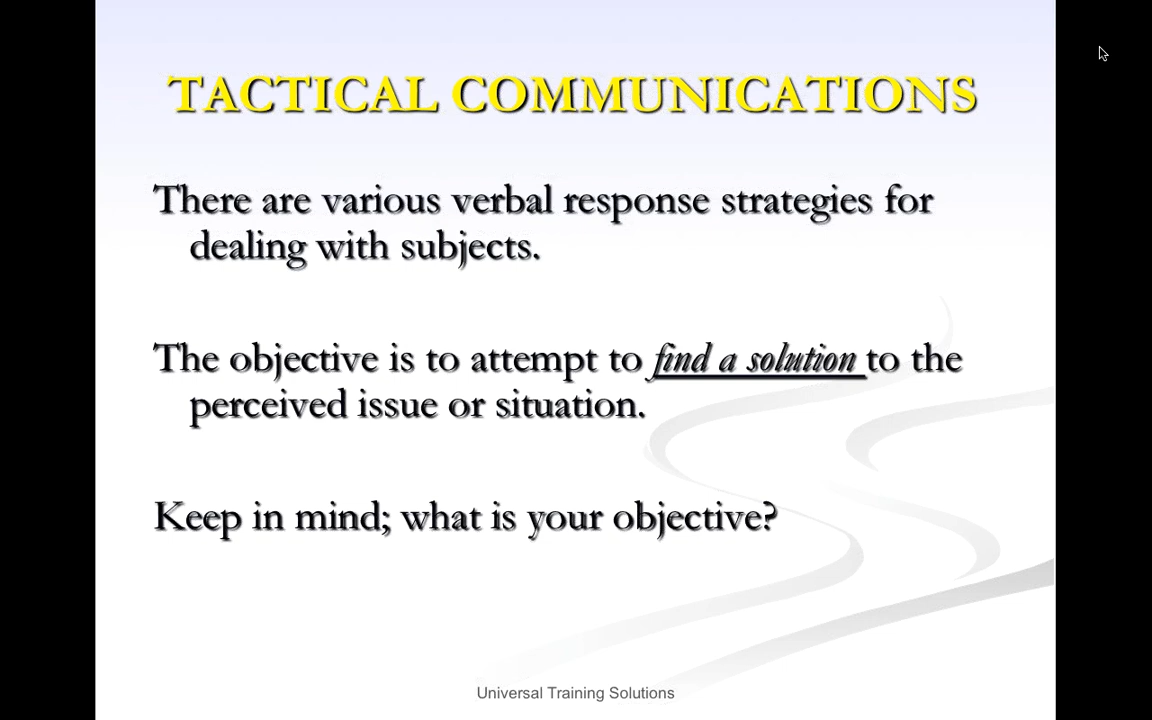 TACTICAL COMMUNICATIONS
There are various verbal response strategies for
dealing with subjects.
The objective is to attempt to find a solution to the
perceived issue or situation.
Keep in mind; what is your objective?
Universal Training Solutions